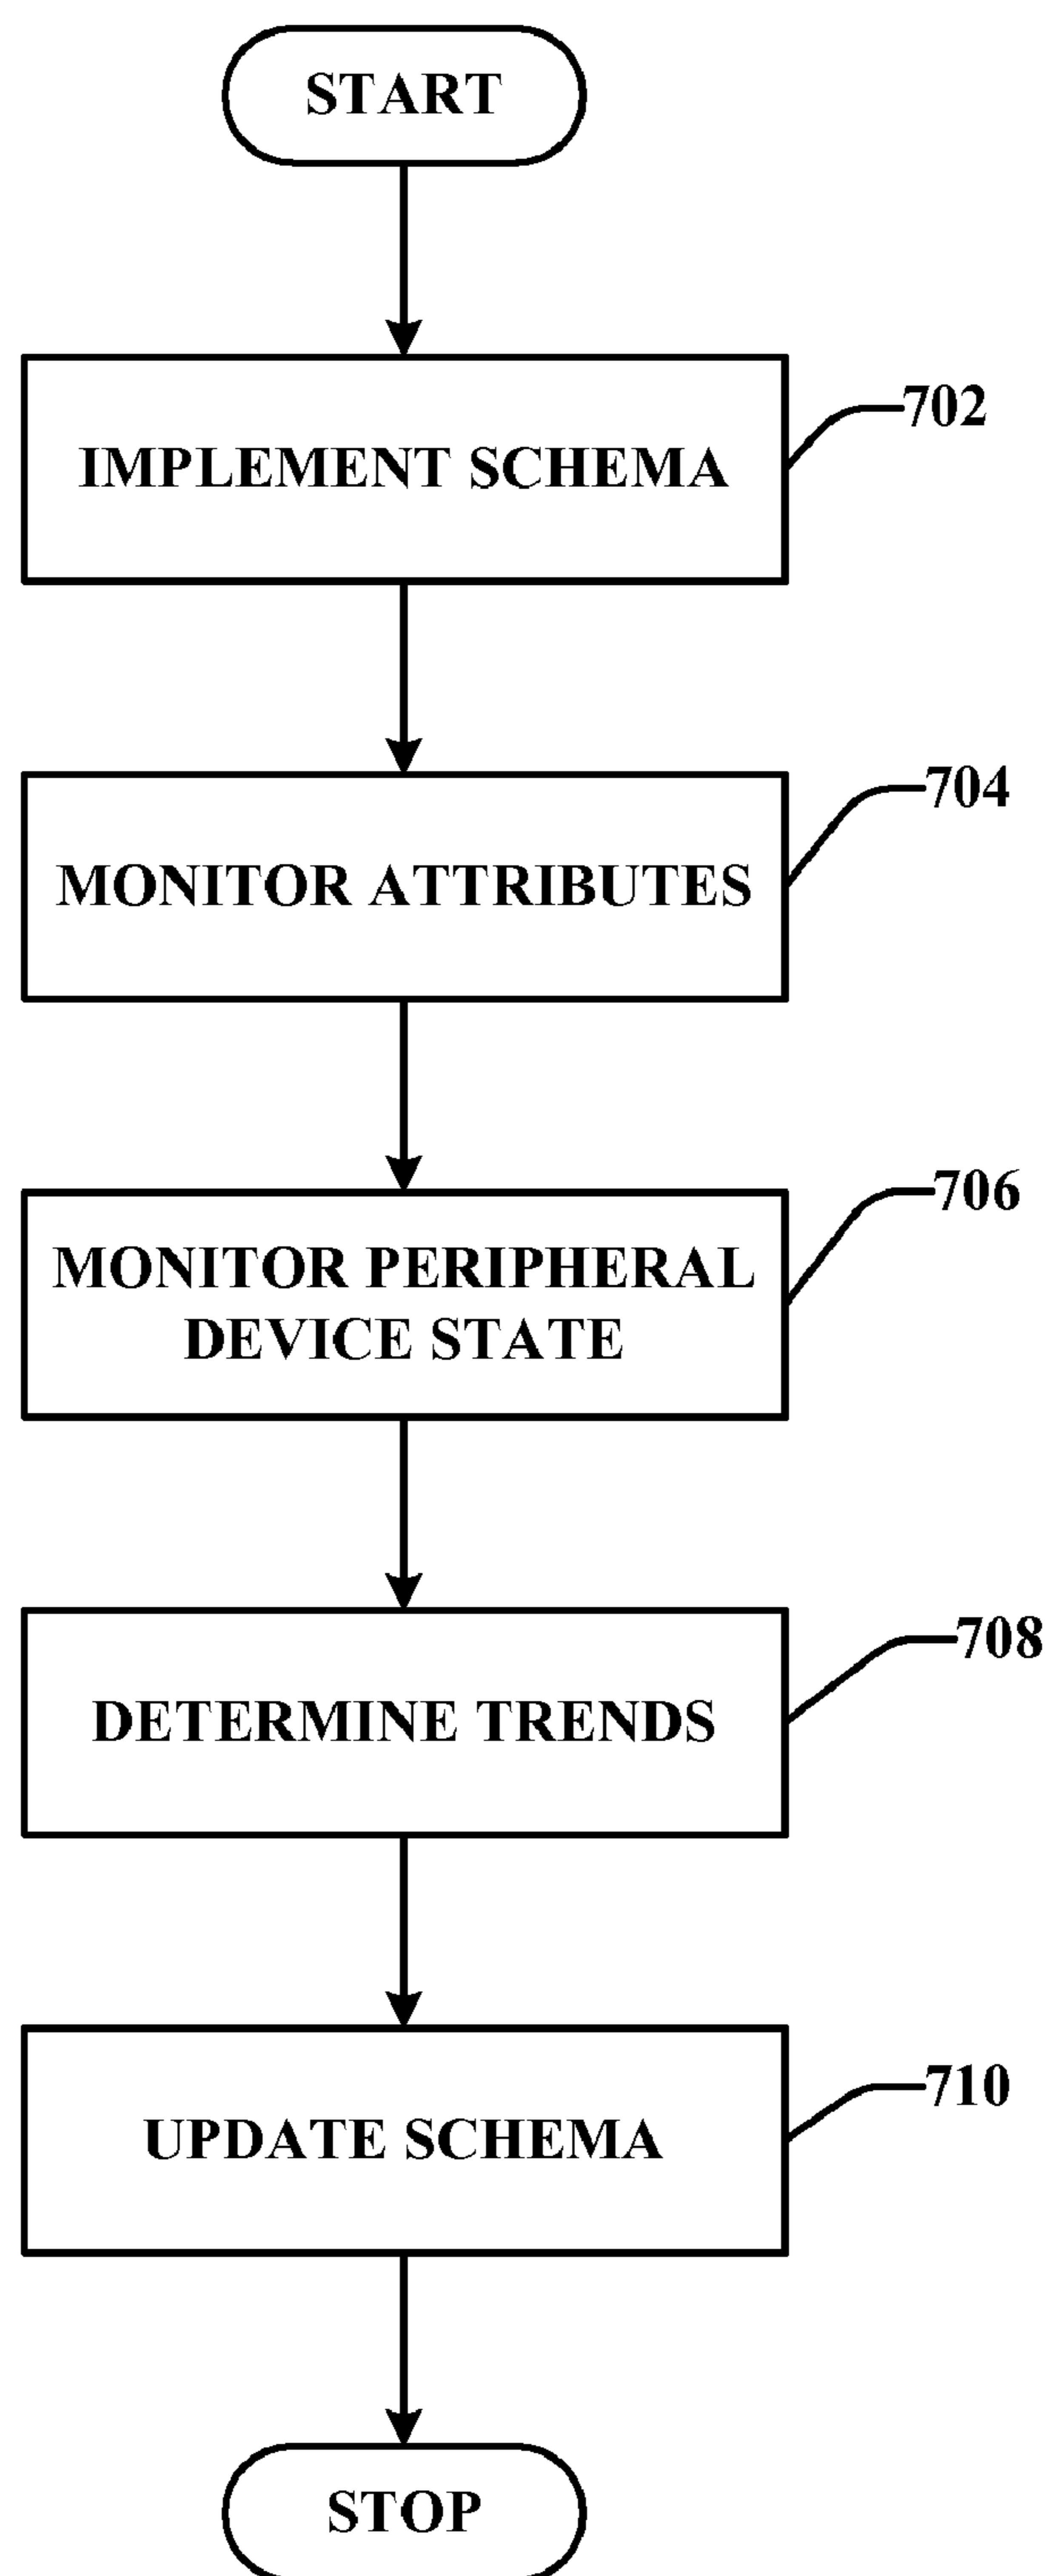 START
702
IMPLEMENT SCHEMA
704
MONITOR ATTRIBUTES
706
MONITOR PERIPHERAL
DEVICE STATE
708
DETERMINE TRENDS
710
UPDATE SCHEMA
STOP